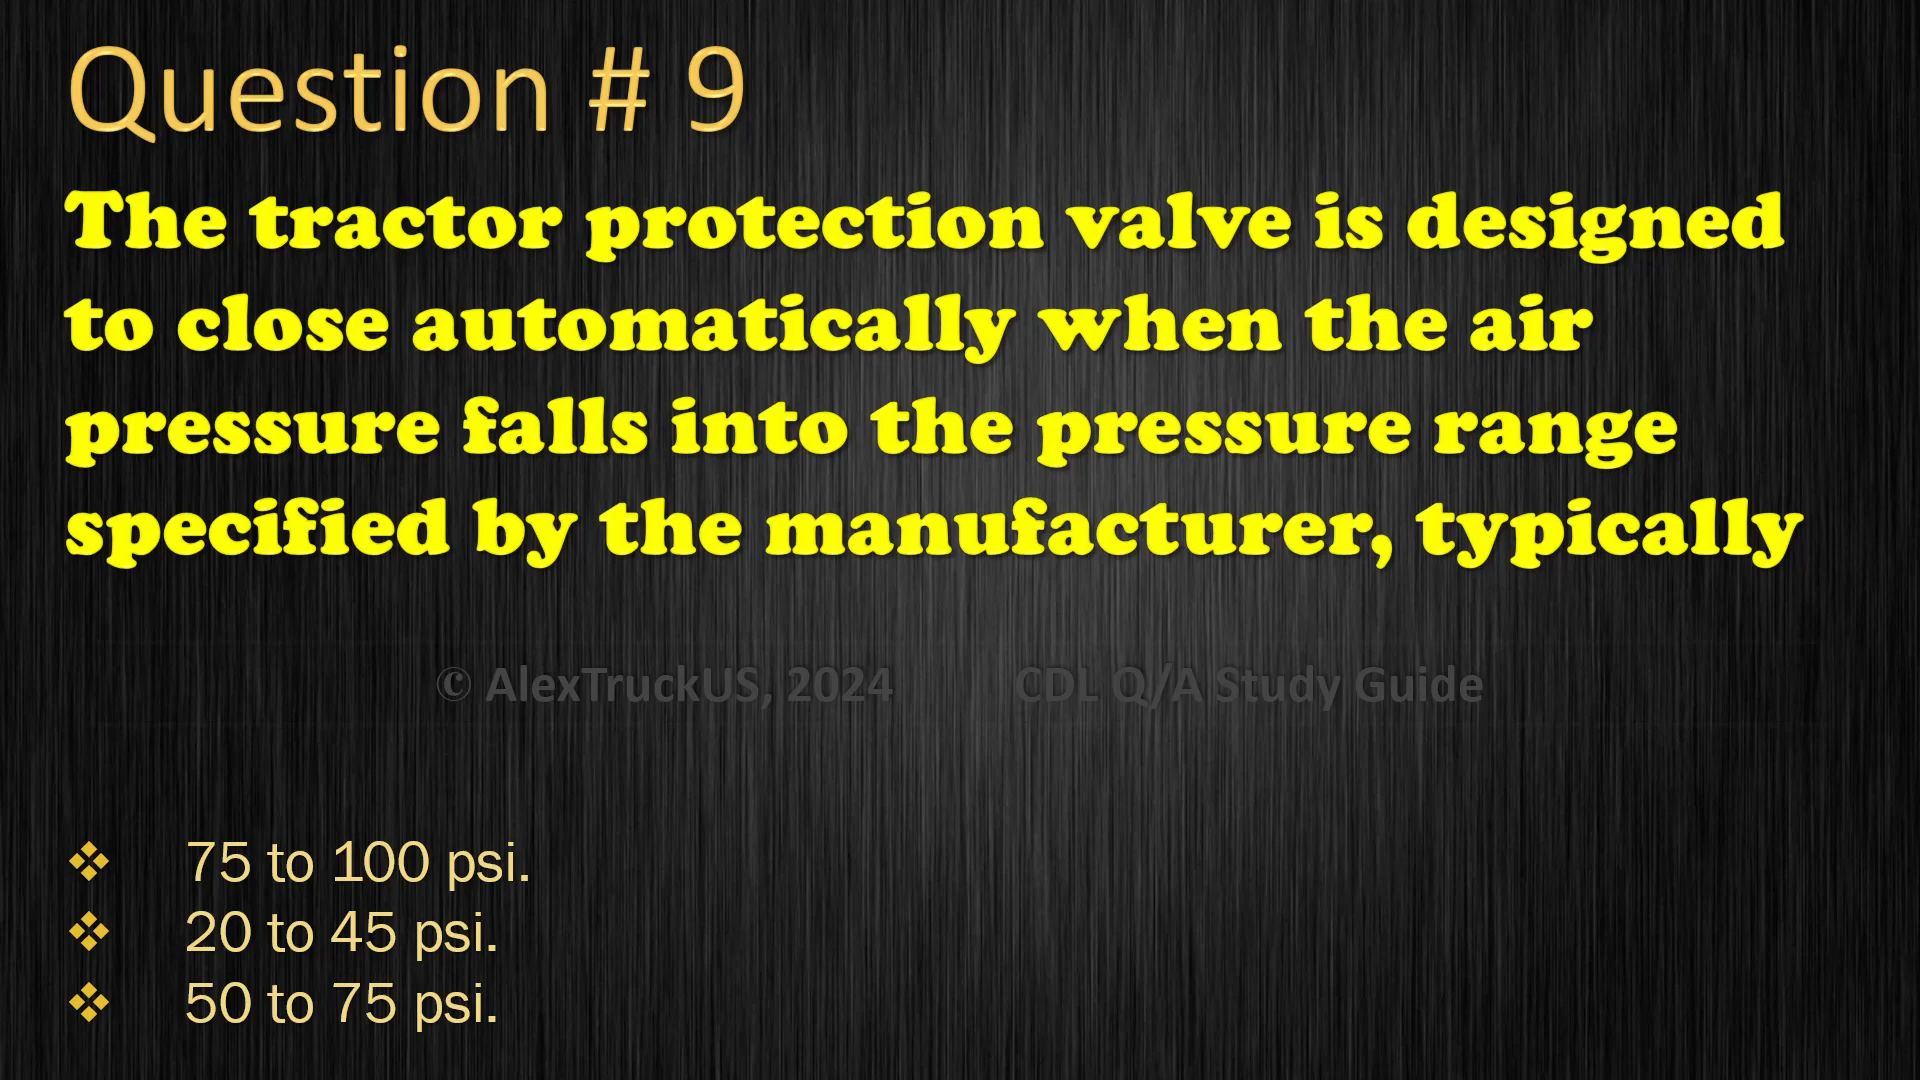 Question # 9
The tractor protection valve is designed
to close automatically when the air
pressure falls into the pressure range
specified by the manufacturer, typically
© AlexTruckUS, 2024 CDL Q/A Study Guide
❖ 75 to 100 psi.
❖ 20 to 45 psi.
❖ 50 to 75 psi.